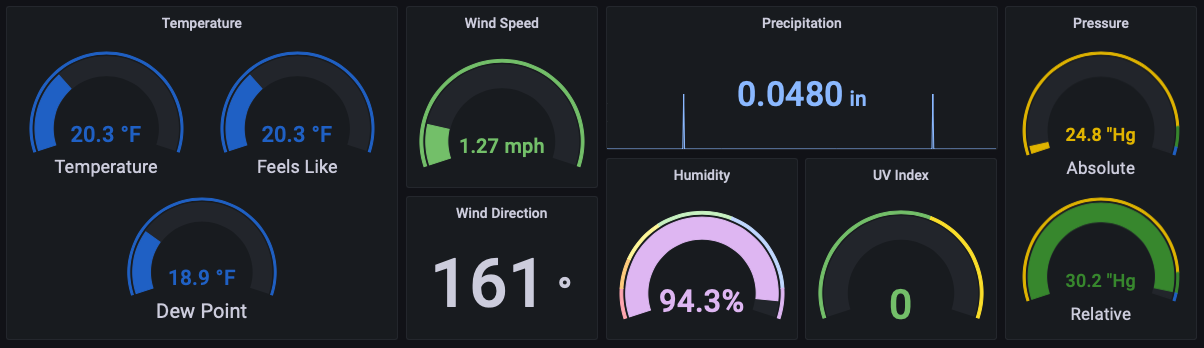 Temperature
20.3 °F
Temperature
20.3 °F
Feels Like
18.9 °F
Dew Point
Wind Speed
1.27 mph
Wind Direction
161 °
Precipitation
0.0480 in
Humidity
94.3%
UV Index
0
Pressure
24.8 "Hg
Absolute
30.2 "Hg
Relative